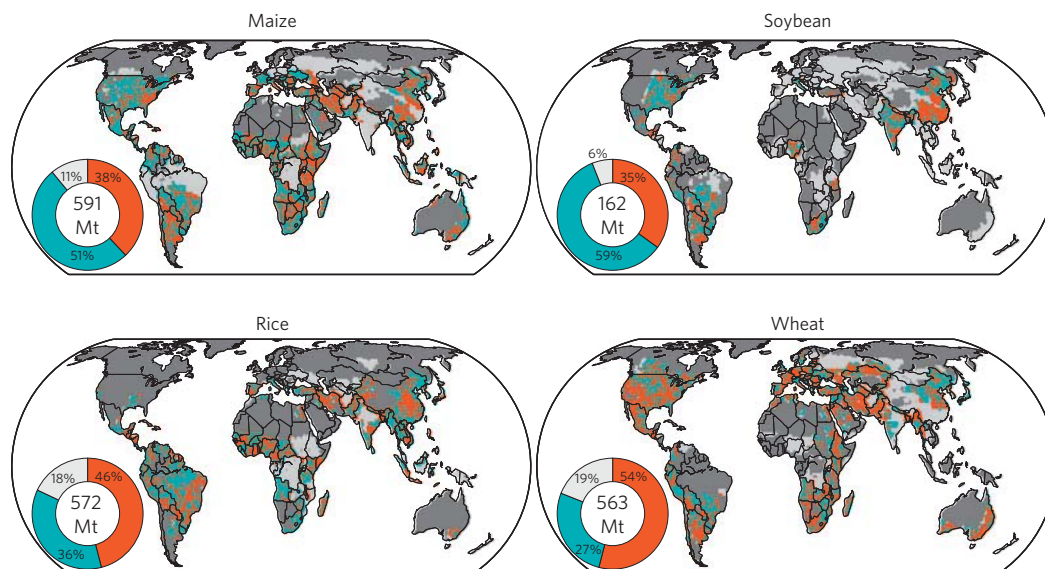 Maize
11%
38%
591
Mt
51%
Soybean
6%
35%
162
Mt
59%
Rice
18%
46%
572
Mt
36%
Wheat
19%
54%
563
Mt
27%